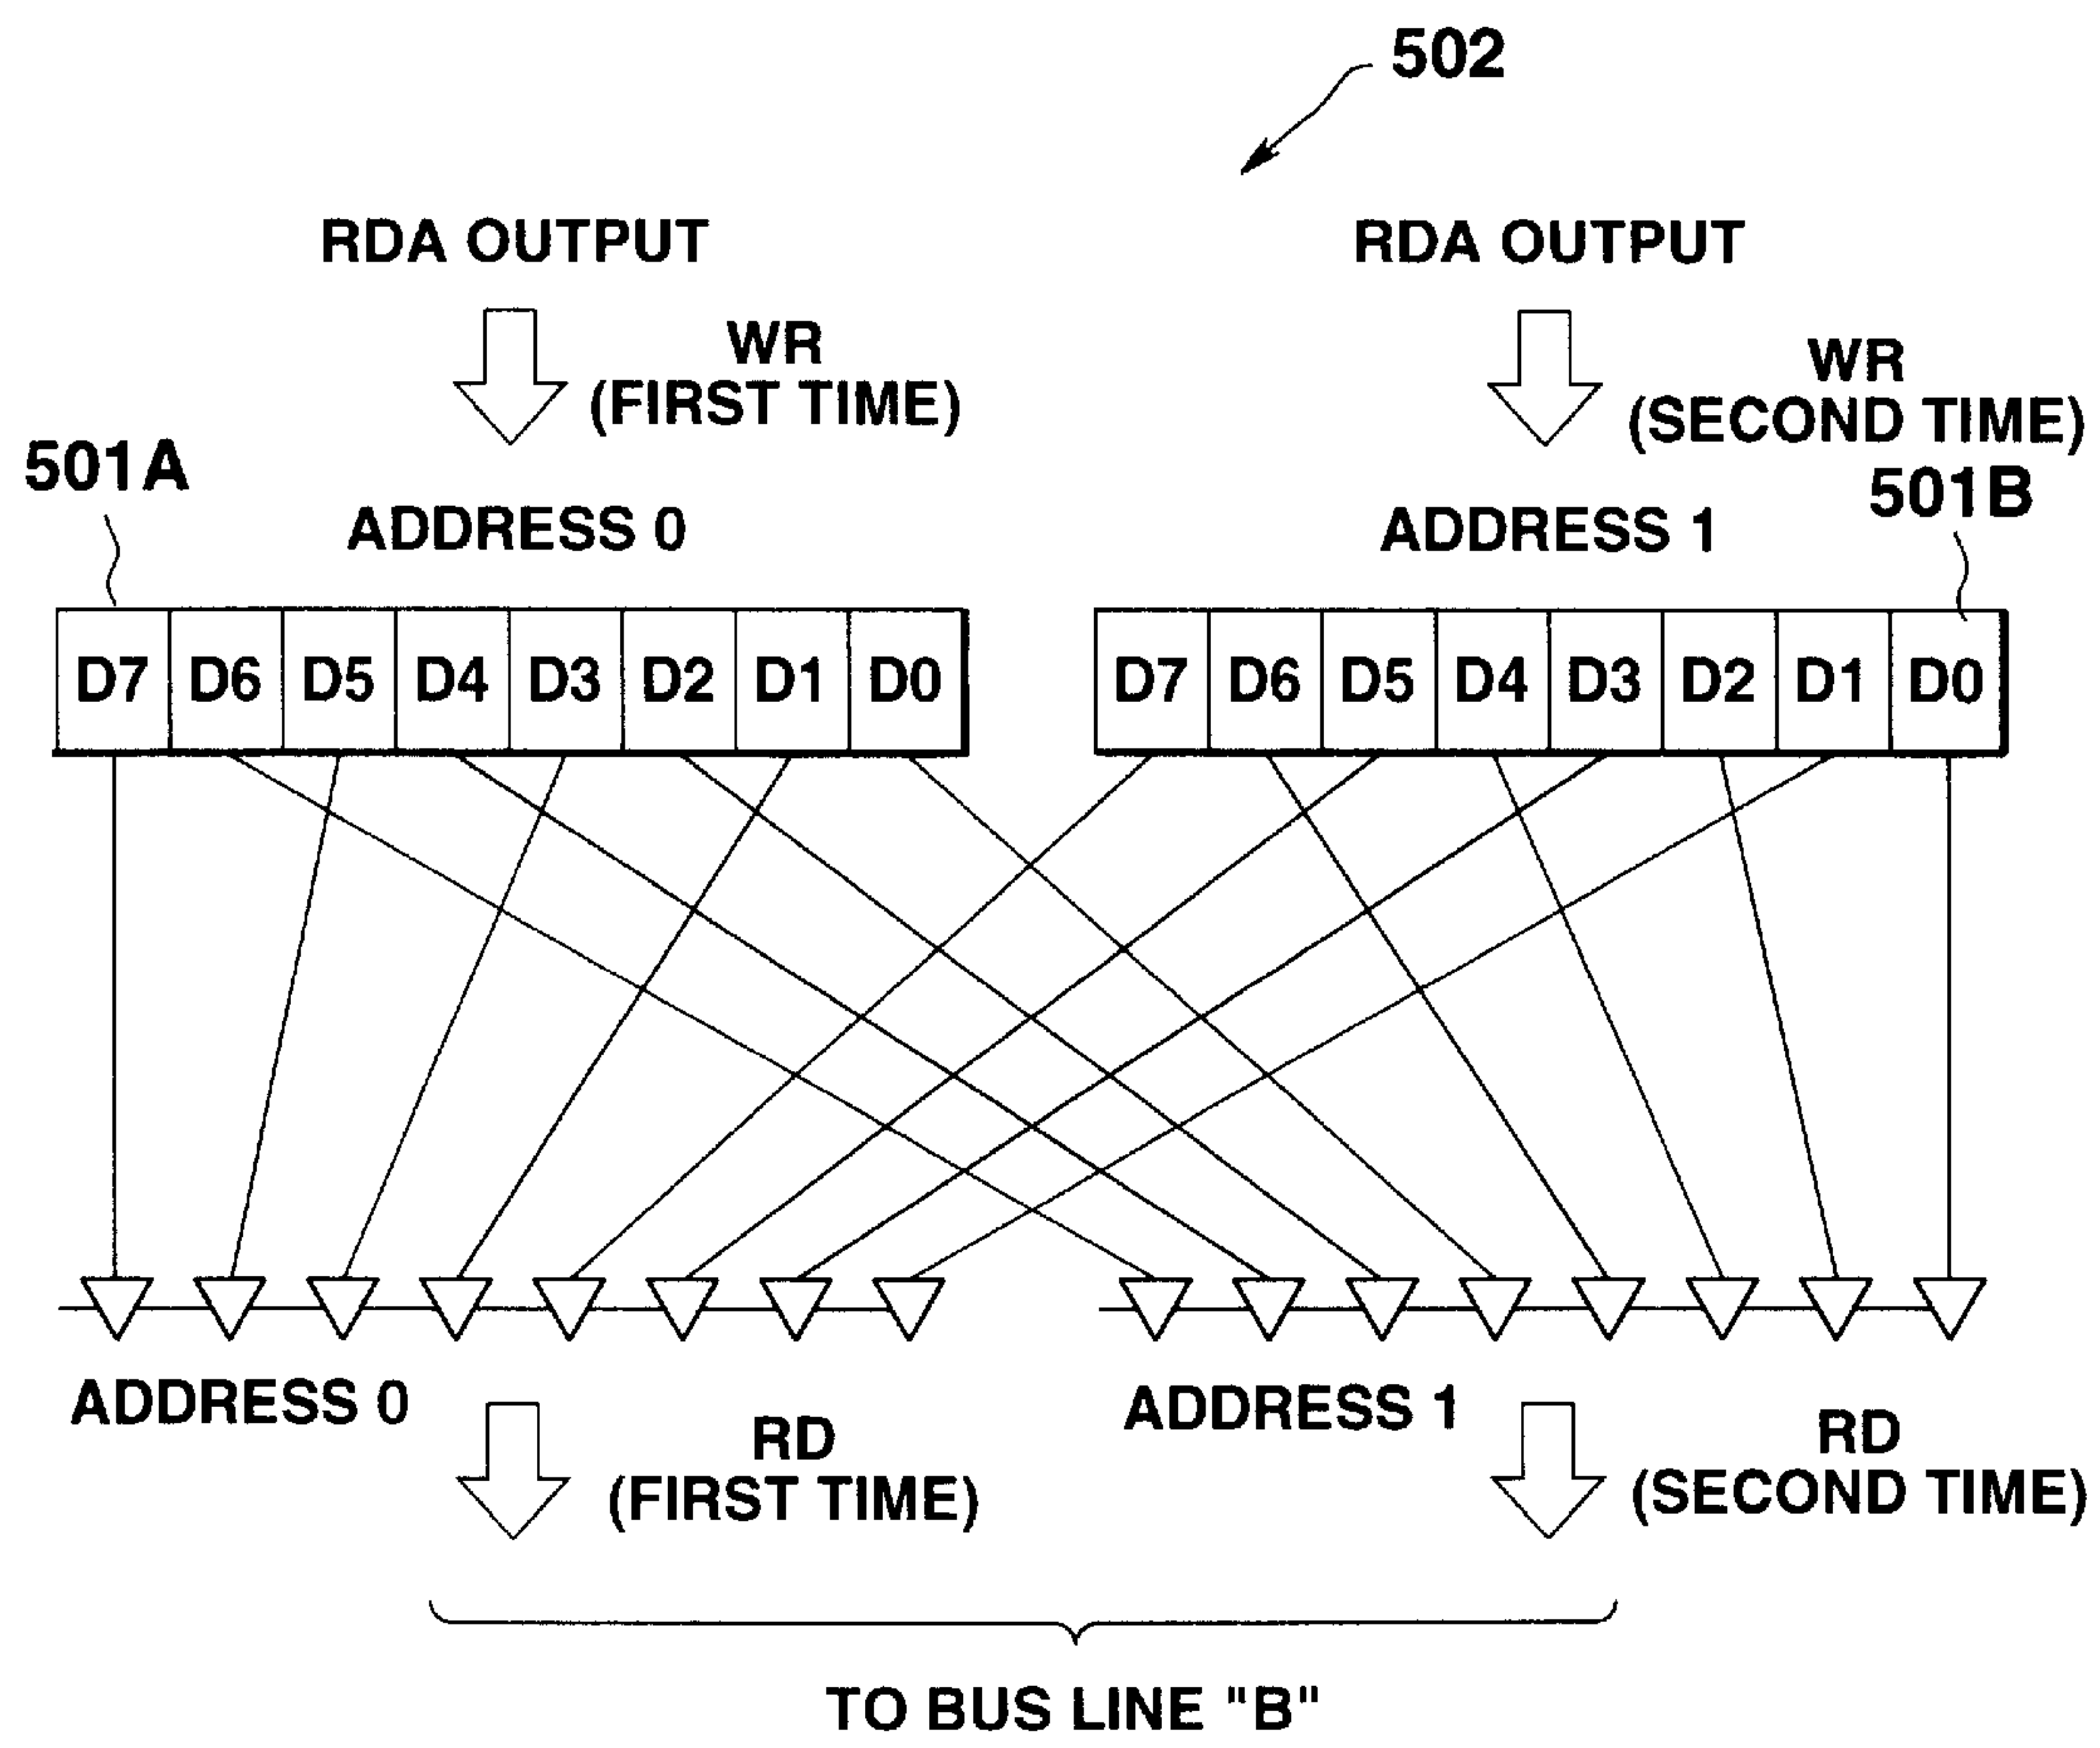 502
RDA OUTPUT
RDA OUTPUT
WR
(FIRST TIME)
WR
(SECOND TIME)
501A
501B
ADDRESS 0
ADDRESS 1
D7 D6 D5 D4 D3 D2 D1 D0
D7 D6 D5 D4 D3 D2 D1 D0
ADDRESS 0
ADDRESS 1
RD
(FIRST TIME)
RD
(SECOND TIME)
TO BUS LINE "B"